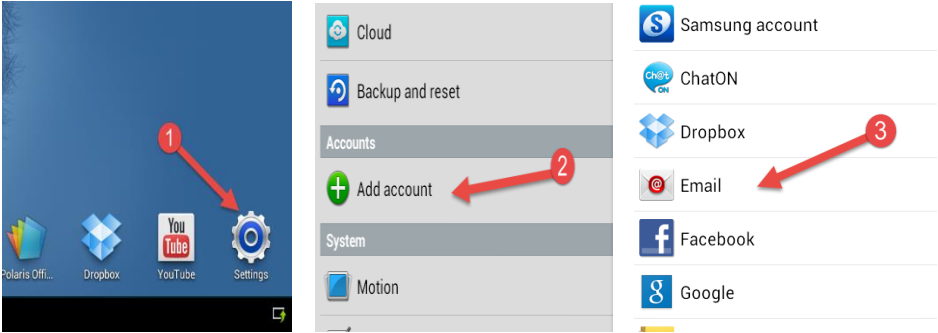 1
You
Tube
Polaris Offi...
Dropbox
YouTube
Settings
Cloud
Backup and reset
Accounts
2
Add account
System
Motion
S
Samsung account
Ch@t
ON
ChatON
Dropbox
3
@
Email
f
Facebook
g
Google